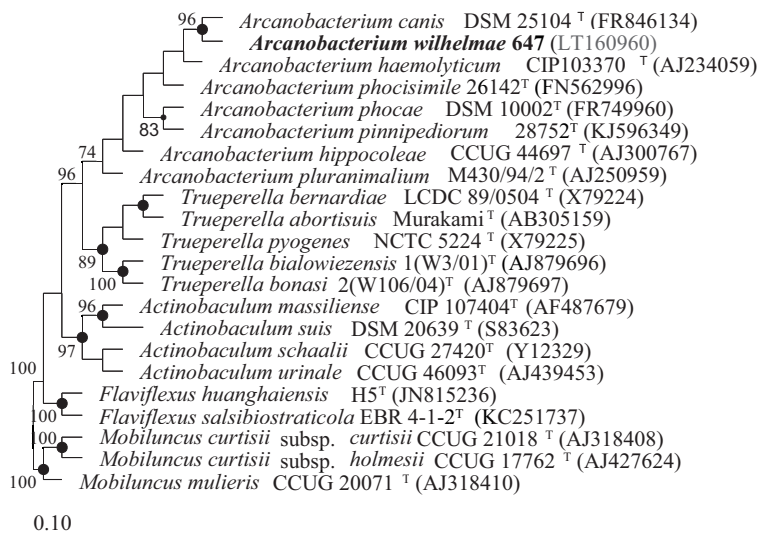 96
Arcanobacterium canis DSM 25104 T (FR846134)
Arcanobacterium wilhelmae 647 (LT160960)
Arcanobacterium haemolyticum CIP103370 T (AJ234059)
Arcanobacterium phocisimile 26142T (FN562996)
Arcanobacterium phocae DSM 10002T (FR749960)
83
Arcanobacterium pinnipediorum 28752T (KJ596349)
74
Arcanobacterium hippocoleae CCUG 44697 T (AJ300767)
96
Arcanobacterium pluranimalium M430/94/2 T (AJ250959)
Trueperella bernardiae LCDC 89/0504 T (X79224)
Trueperella abortisuis Murakami T (AB305159)
Trueperella pyogenes NCTC 5224 T (X79225)
89
Trueperella bialowiezensis 1(W3/01)T (AJ879696)
100
Trueperella bonasi 2(W106/04)T (AJ879697)
96
Actinobaculum massiliense CIP 107404T (AF487679)
Actinobaculum suis DSM 20639 T (S83623)
97
Actinobaculum schaalii CCUG 27420T (Y12329)
100
Actinobaculum urinale CCUG 46093T (AJ439453)
Flaviflexus huanghaiensis H5T (JN815236)
100
Flaviflexus salsibiostraticola EBR 4-1-2T (KC251737)
100
Mobiluncus curtisii subsp. curtisii CCUG 21018 T (AJ318408)
Mobiluncus curtisii subsp. holmesii CCUG 17762 T (AJ427624)
100
Mobiluncus mulieris CCUG 20071 T (AJ318410)
0.10